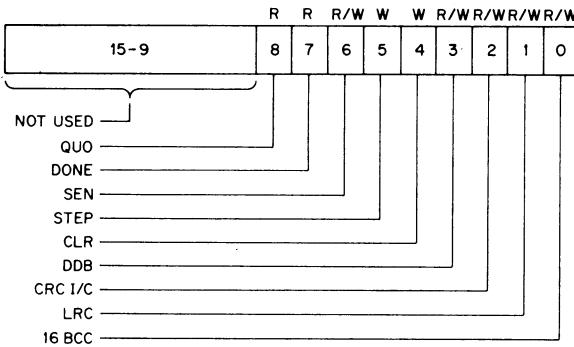 R R R/W W W R/W R/W R/W R/W
15-9 8 7 6 5 4 3 2 1 0
NOT USED
QUO
DONE
SEN
STEP
CLR
DDB
CRC I/C
LRC
16 BCC